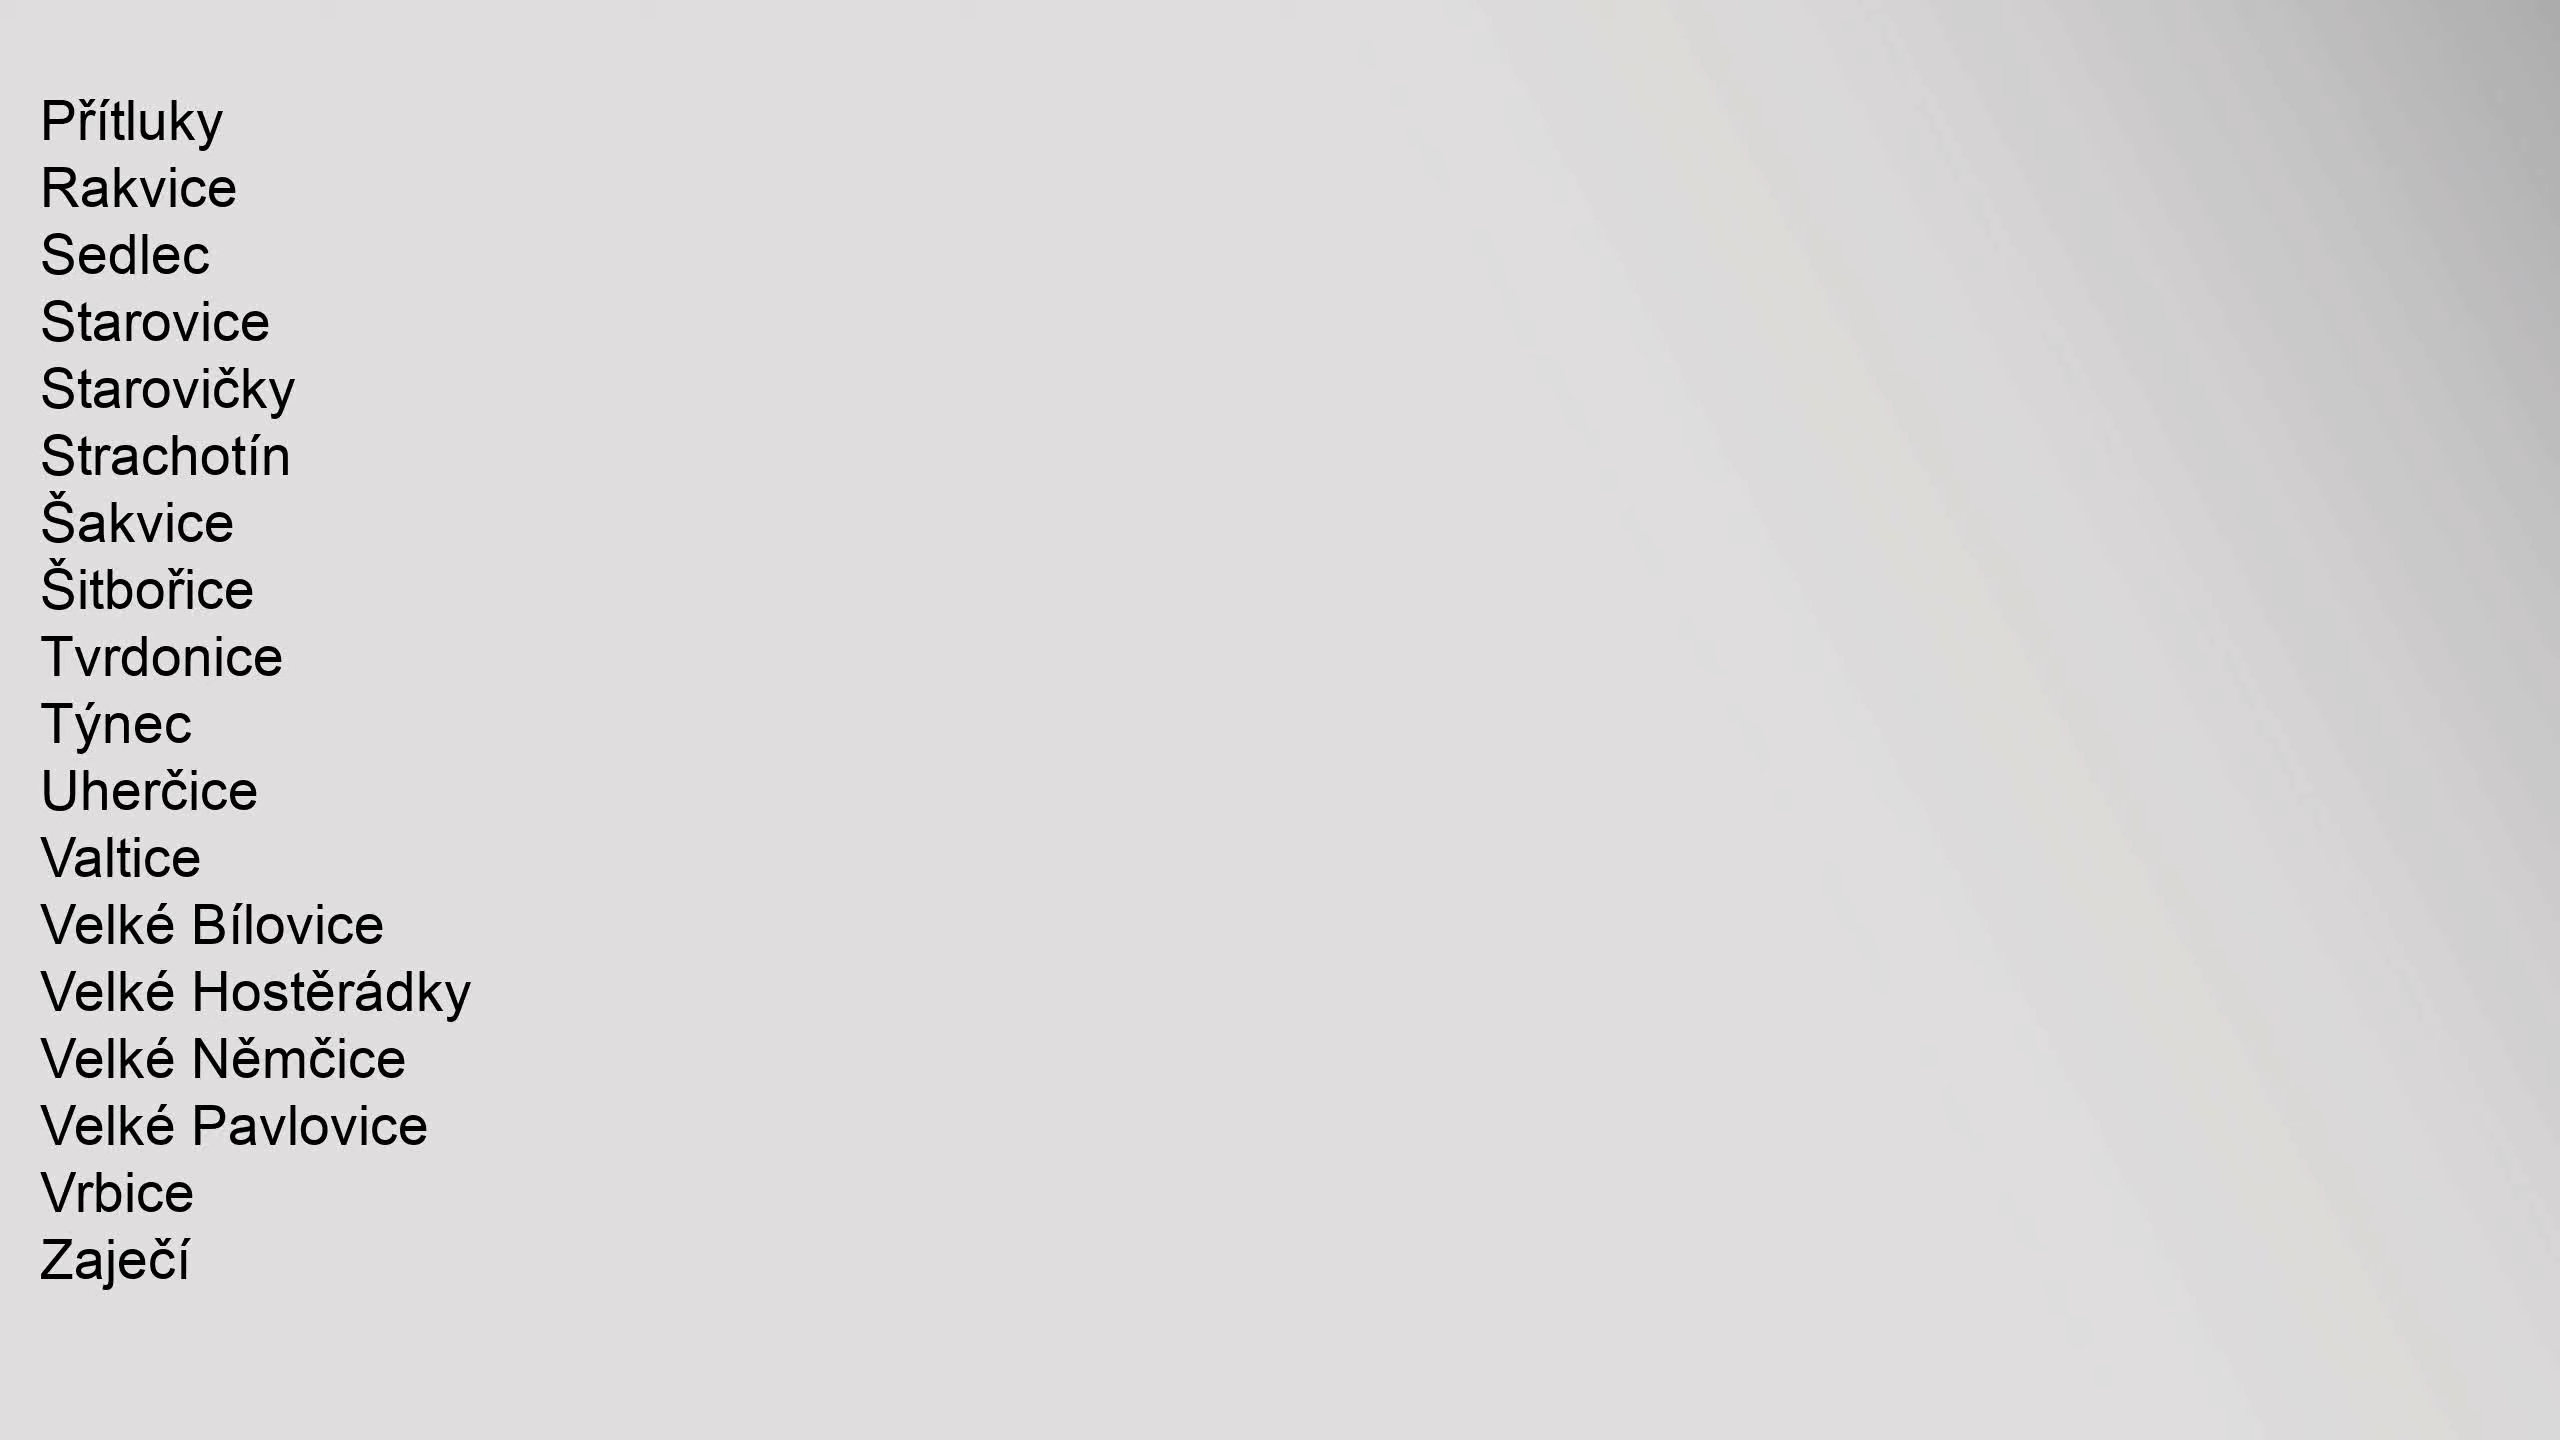 Přítluky
Rakvice
Sedlec
Starovice
Starovičky
Strachotín
Šakvice
Šitbořice
Tvrdonice
Týnec
Uherčice
Valtice
Velké Bílovice
Velké Hostěrádky
Velké Němčice
Velké Pavlovice
Vrbice
Zaječí